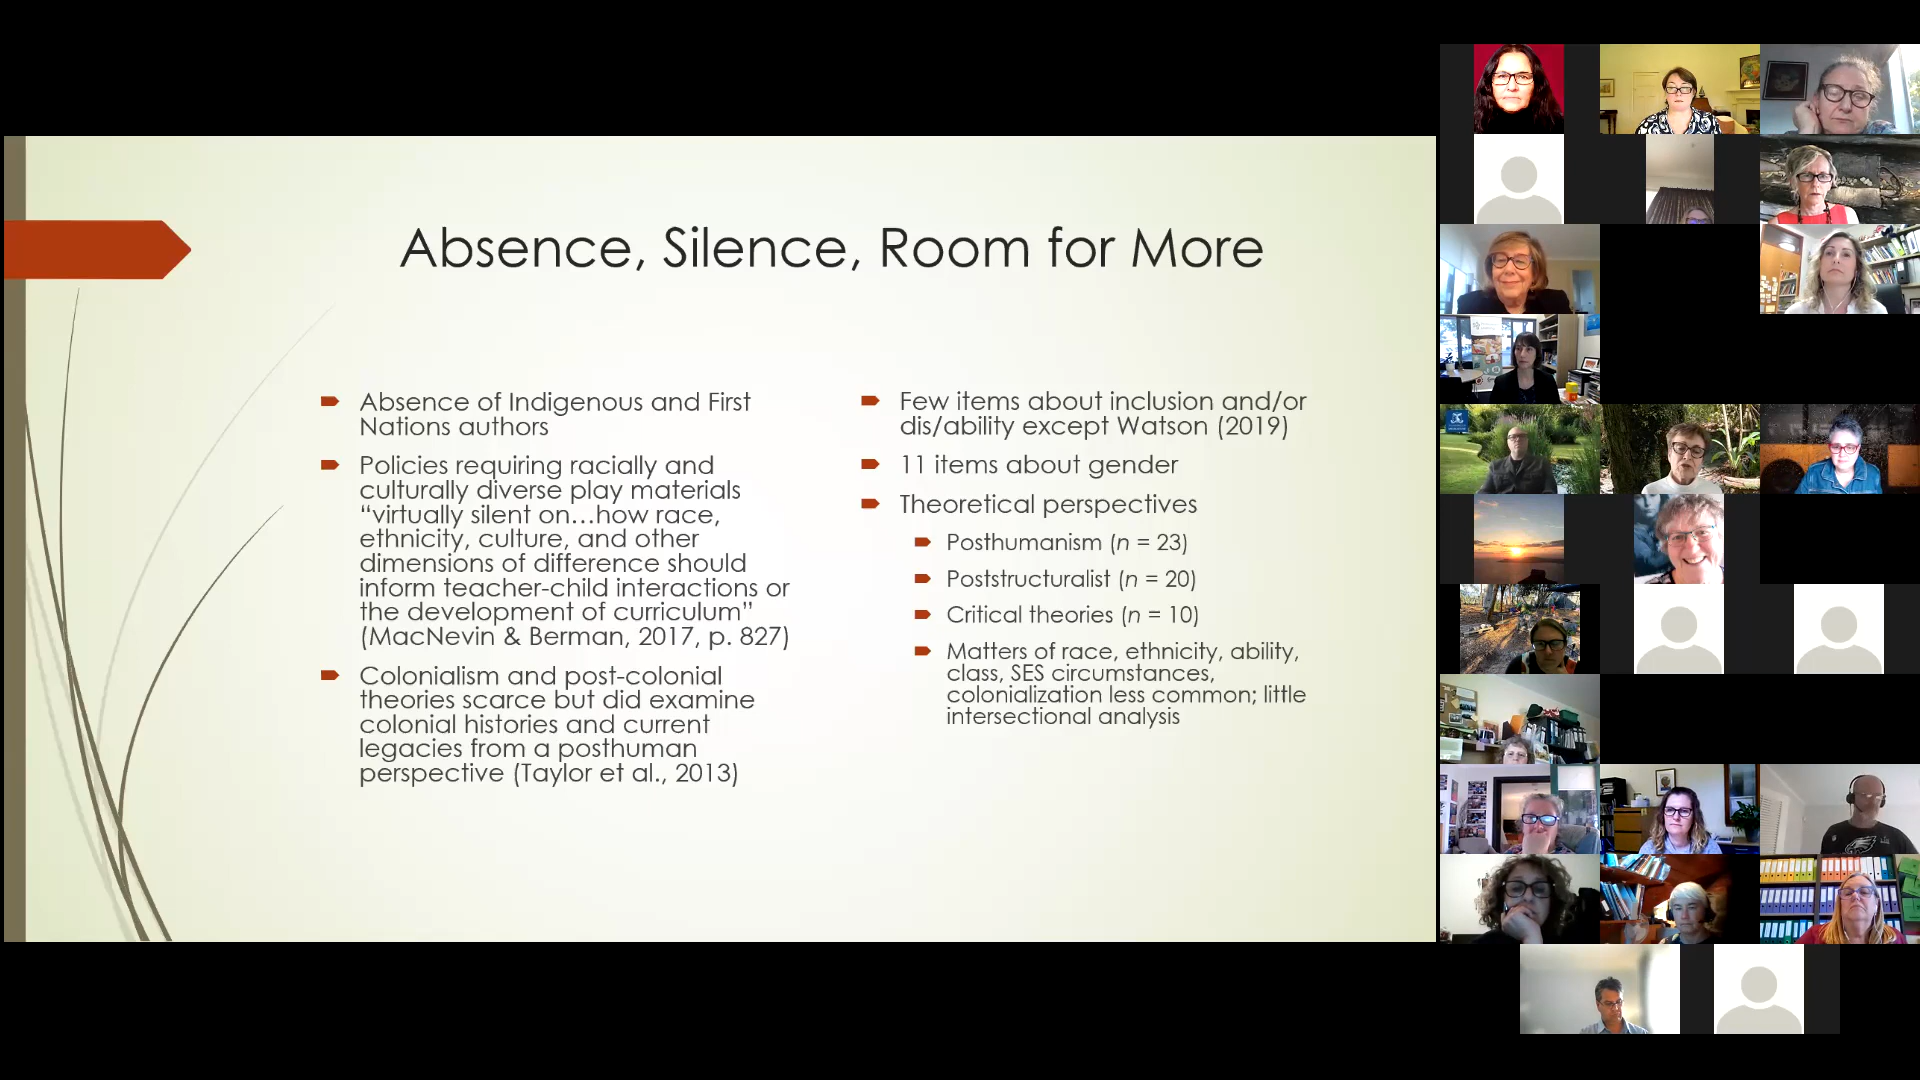 Absence, Silence, Room for More
Absence of Indigenous and First
Nations authors
Policies requiring racially and
culturally diverse play materials
“virtually silent on…how race,
ethnicity, culture, and other
dimensions of difference should
inform teacher-child interactions or
the development of curriculum”
(MacNevin & Berman, 2017, p. 827)
Colonialism and post-colonial
theories scarce but did examine
colonial histories and current
legacies from a posthuman
perspective (Taylor et al., 2013)
Few items about inclusion and/or
dis/ability except Watson (2019)
11 items about gender
Theoretical perspectives
Posthumanism (n = 23)
Poststructuralist (n = 20)
Critical theories (n = 10)
Matters of race, ethnicity, ability,
class, SES circumstances,
colonialization less common; little
intersectional analysis